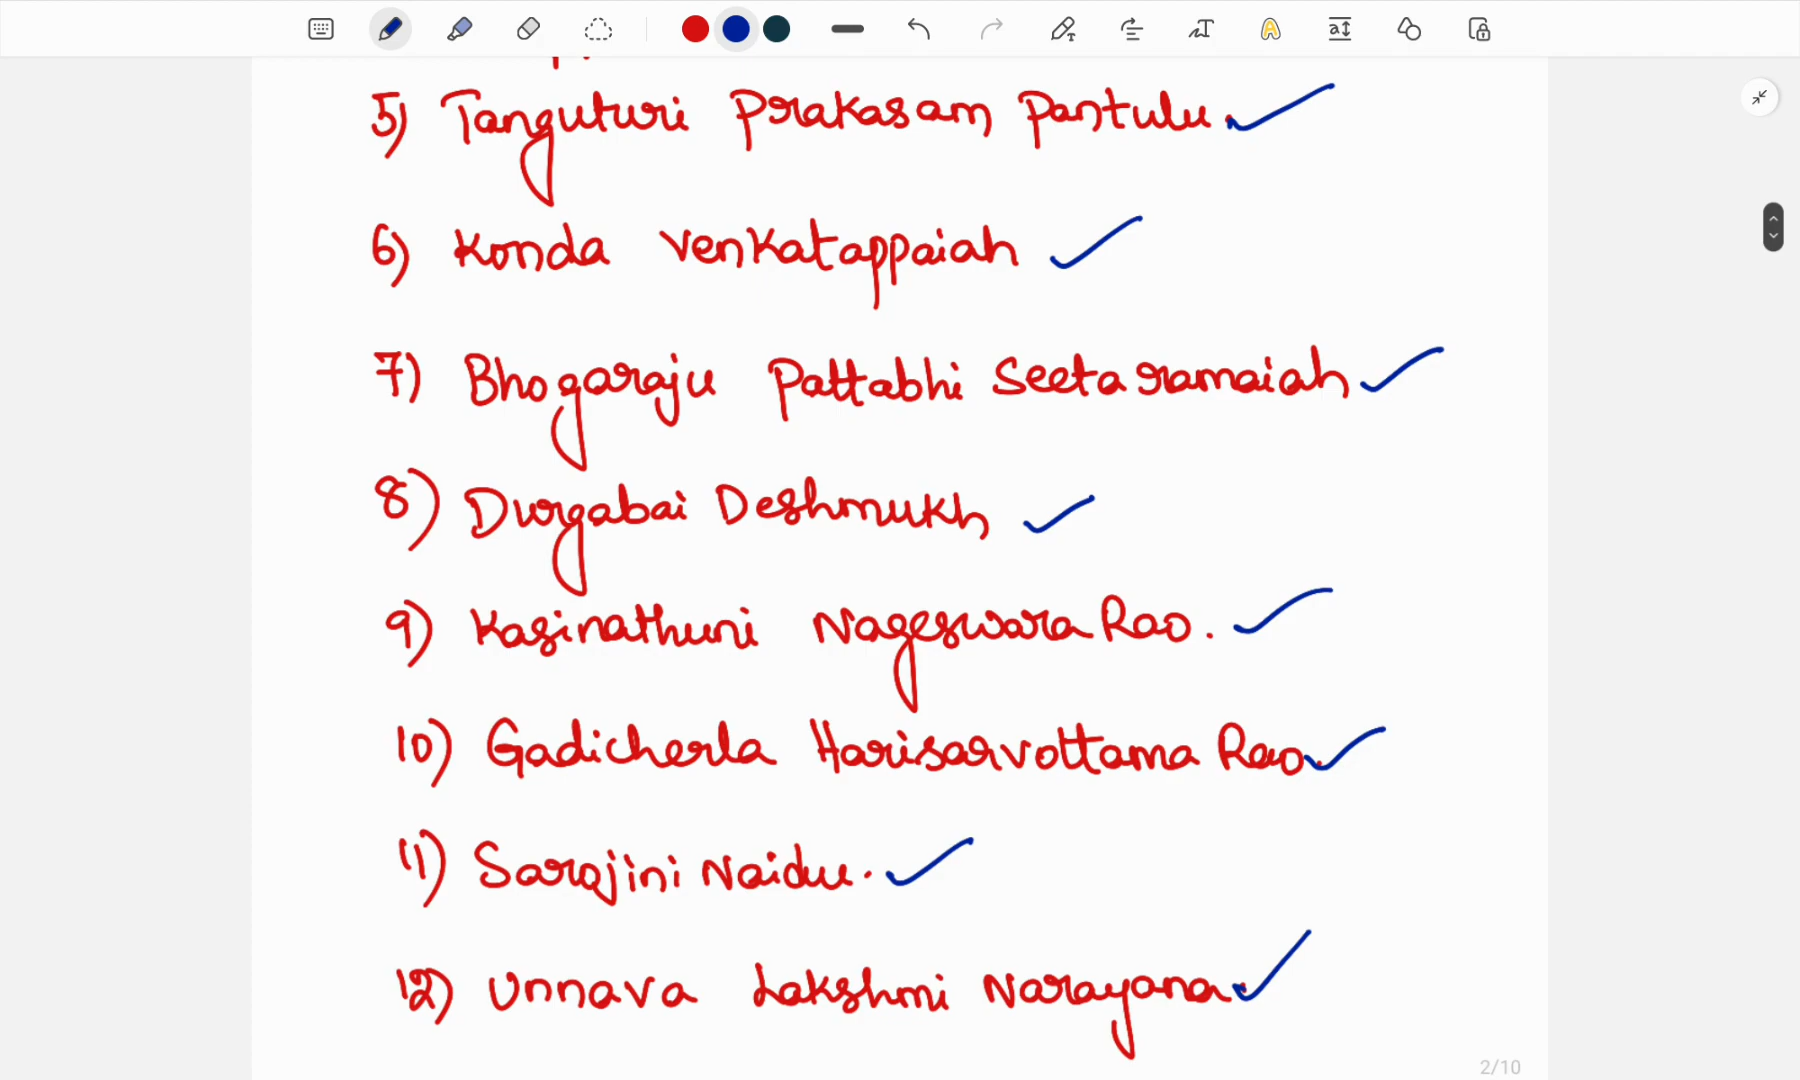 5) Tanguturi Prakasam Pantulu.
6) Konda Venkatappaiah
7) Bhogaraju Pattabhi Seetaramaiah
8) Durgabai Deshmukh
9) Kasinathuni Nageswara Rao.
10) Gadicherla Harisarvottama Rao.
11) Sarojini Naidu.
12) Unnava Lakshmi Narayana.
2/10